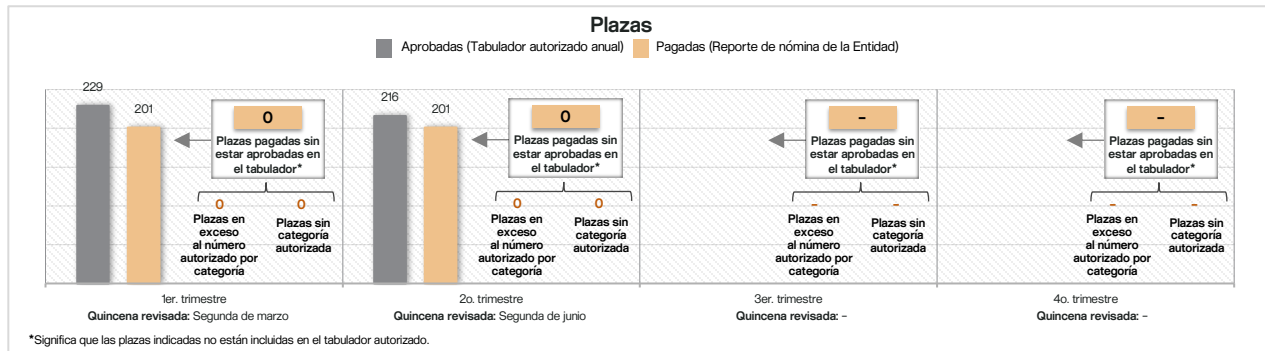 Plazas
Aprobadas (Tabulador autorizado anual)
Pagadas (Reporte de nómina de la Entidad)
229
201
0
Plazas pagadas sin
estar aprobadas en
el tabulador*
0
0
Plazas en
exceso
al número
autorizado por
categoría
Plazas sin
categoría
autorizada
216
201
0
Plazas pagadas sin
estar aprobadas en
el tabulador*
0
0
Plazas en
exceso
al número
autorizado por
categoría
Plazas sin
categoría
autorizada
-
Plazas pagadas sin
estar aprobadas en
el tabulador*
-
-
Plazas en
exceso
al número
autorizado por
categoría
Plazas sin
categoría
autorizada
-
Plazas pagadas sin
estar aprobadas en
el tabulador*
-
-
Plazas en
exceso
al número
autorizado por
categoría
Plazas sin
categoría
autorizada
1er. trimestre
Quincena revisada: Segunda de marzo
2o. trimestre
Quincena revisada: Segunda de junio
3er. trimestre
Quincena revisada: -
4o. trimestre
Quincena revisada: -
*Significa que las plazas indicadas no están incluidas en el tabulador autorizado.